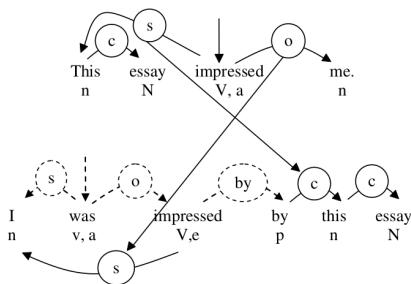 s
c
o
This essay impressed me.
n N V, a n
s o by c c
I was impressed by this essay
n v, a V,e p n N
s